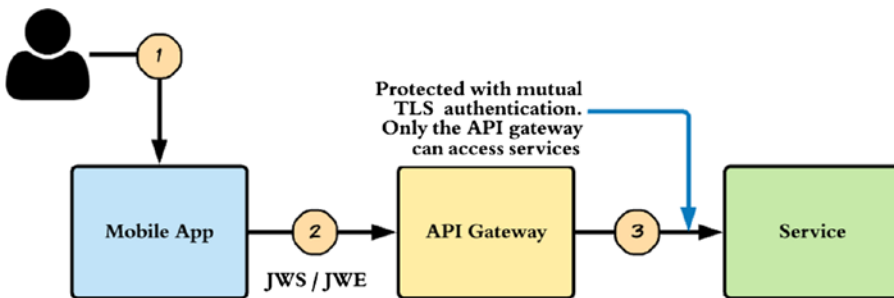 1
Protected with mutual
TLS authentication.
Only the API gateway
can access services
Mobile App
2
API Gateway
3
Service
JWS / JWE